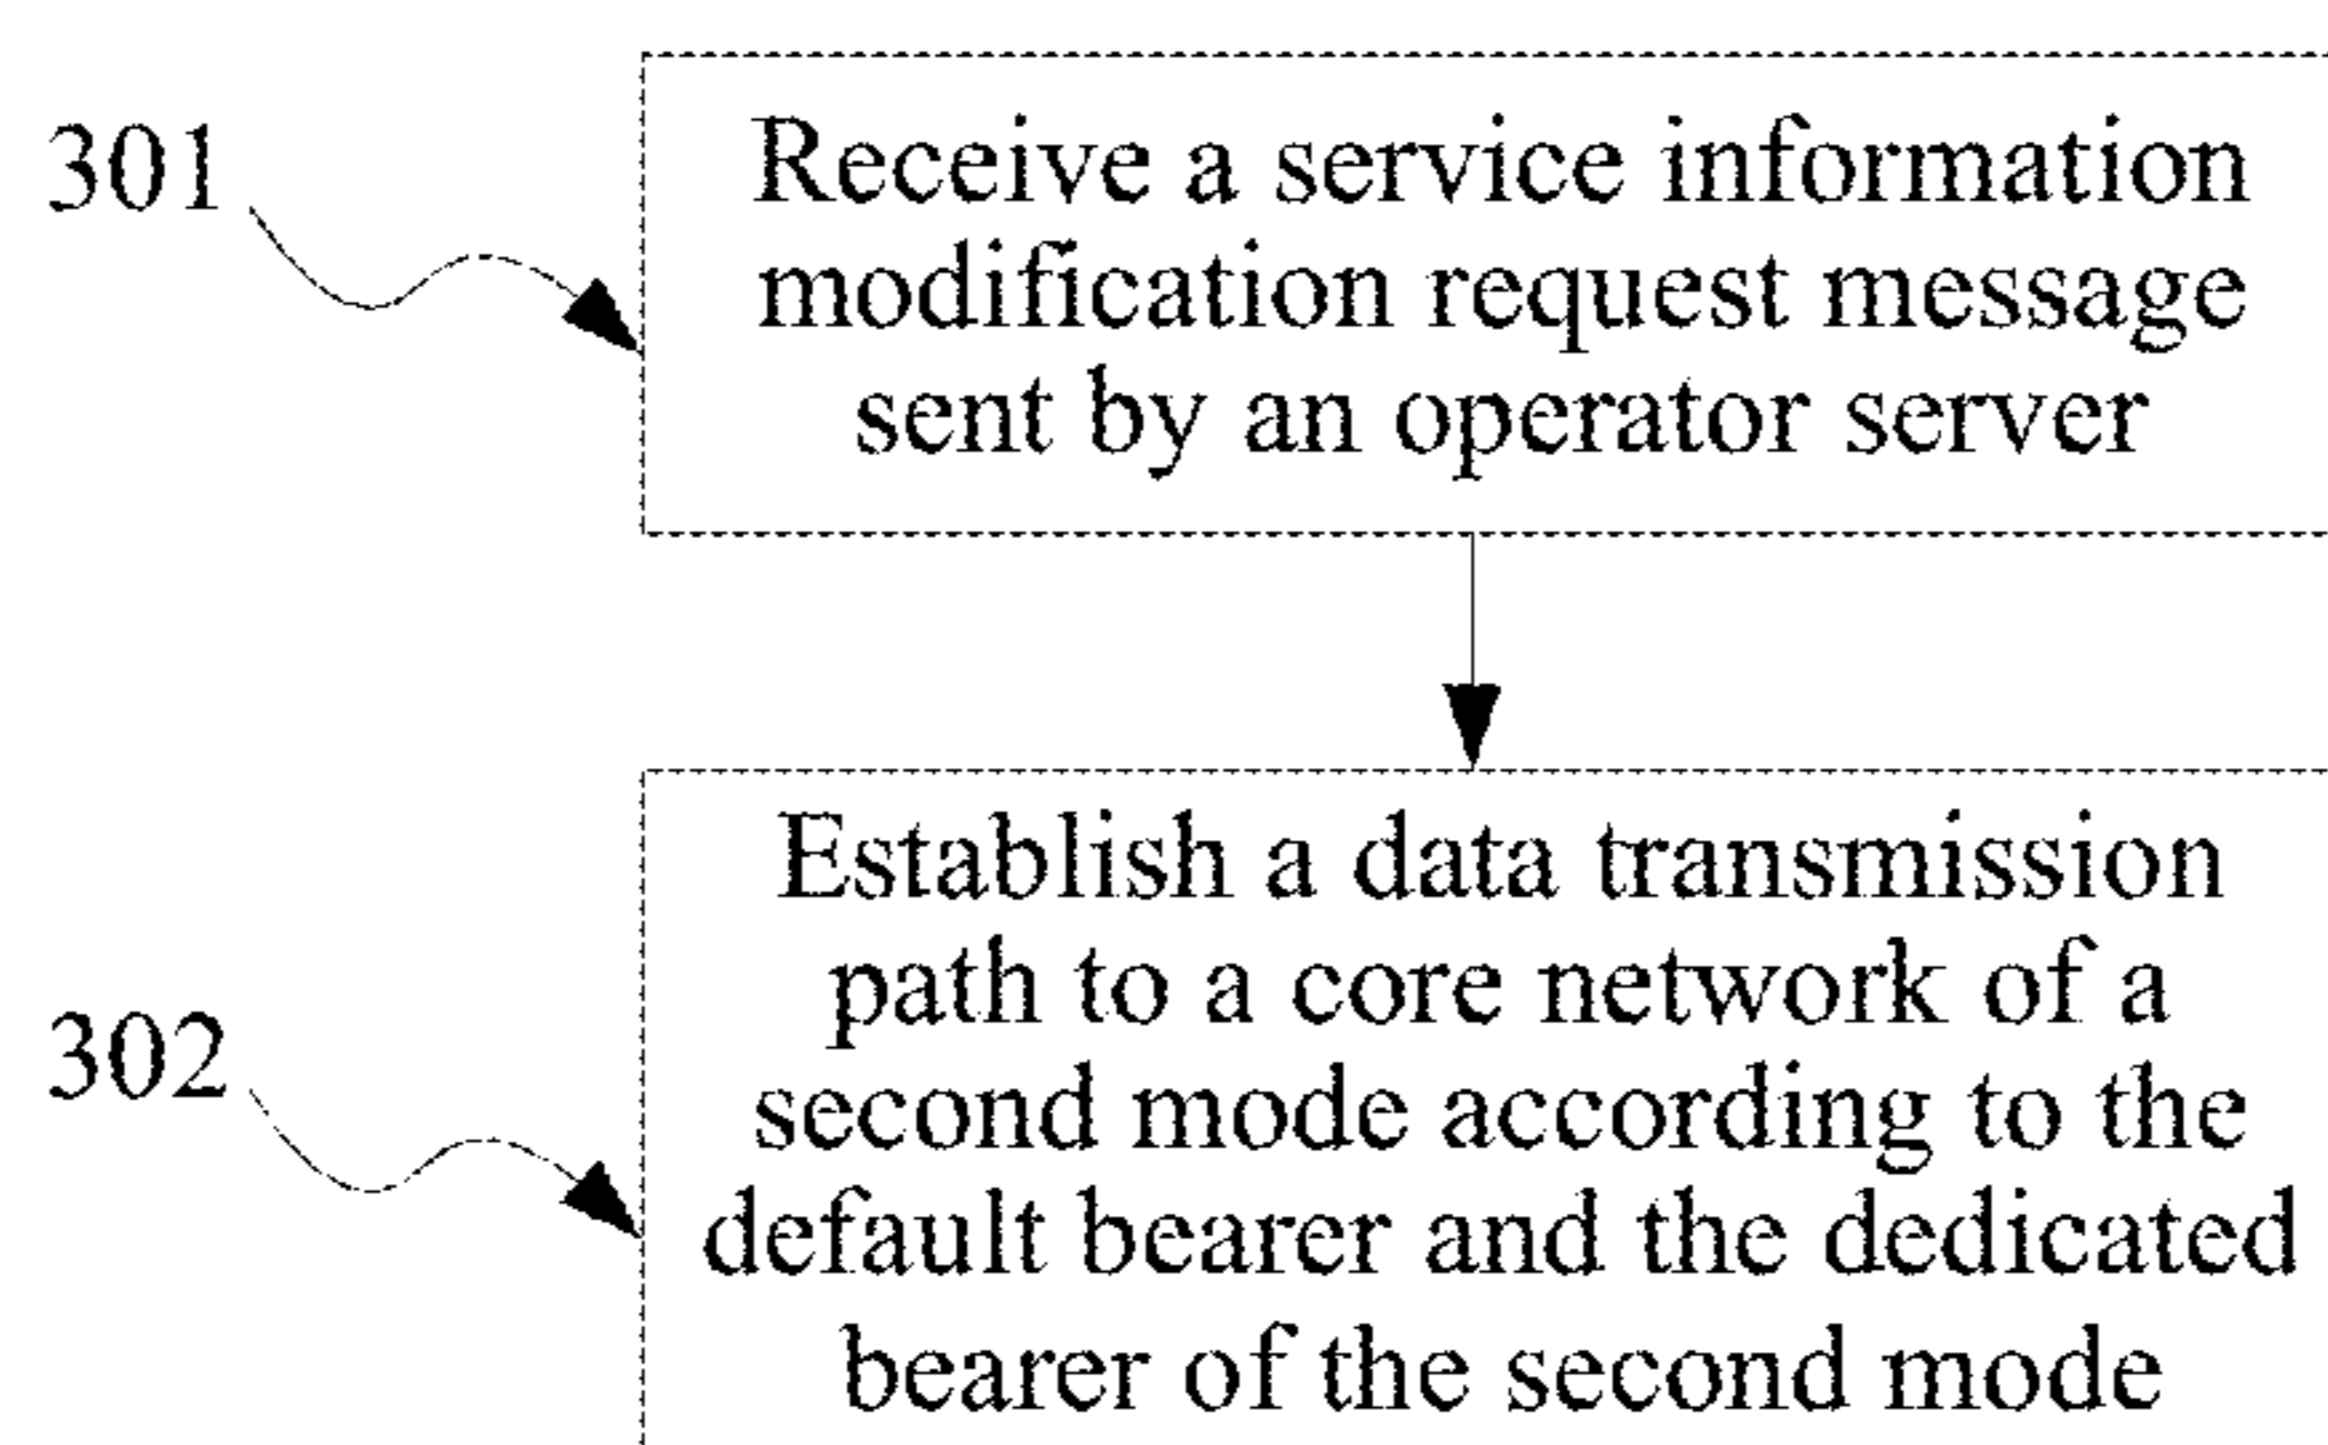 301
Receive a service information
modification request message
sent by an operator server
302
Establish a data transmission
path to a core network of a
second mode according to the
default bearer and the dedicated
bearer of the second mode